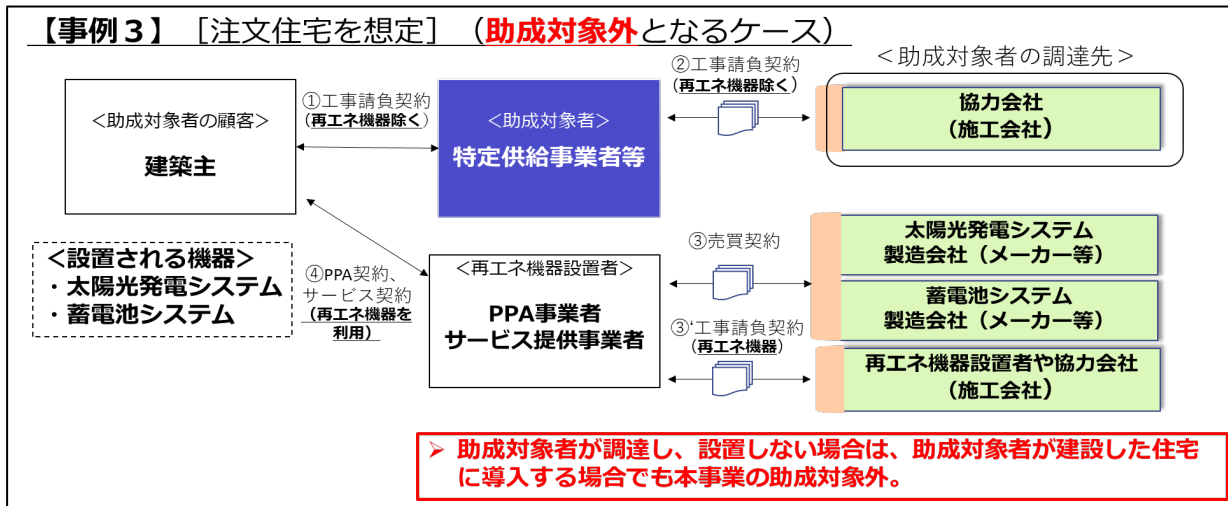 【事例３】［注文住宅を想定］（助成対象外となるケース）
＜助成対象者の調達先＞
②工事請負契約
（再エネ機器除く）
協力会社
（施工会社）
①工事請負契約
（再エネ機器除く）
＜助成対象者の顧客＞
建築主
＜助成対象者＞
特定供給事業者等
＜設置される機器＞
・太陽光発電システム
・蓄電池システム
④PPA契約、
サービス契約
（再エネ機器を
利用）
＜再エネ機器設置者＞
PPA事業者
サービス提供事業者
③売買契約
太陽光発電システム
製造会社（メーカー等）
蓄電池システム
製造会社（メーカー等）
③‘工事請負契約
（再エネ機器）
再エネ機器設置者や協力会社
（施工会社）
➢ 助成対象者が調達し、設置しない場合は、助成対象者が建設した住宅
に導入する場合でも本事業の助成対象外。